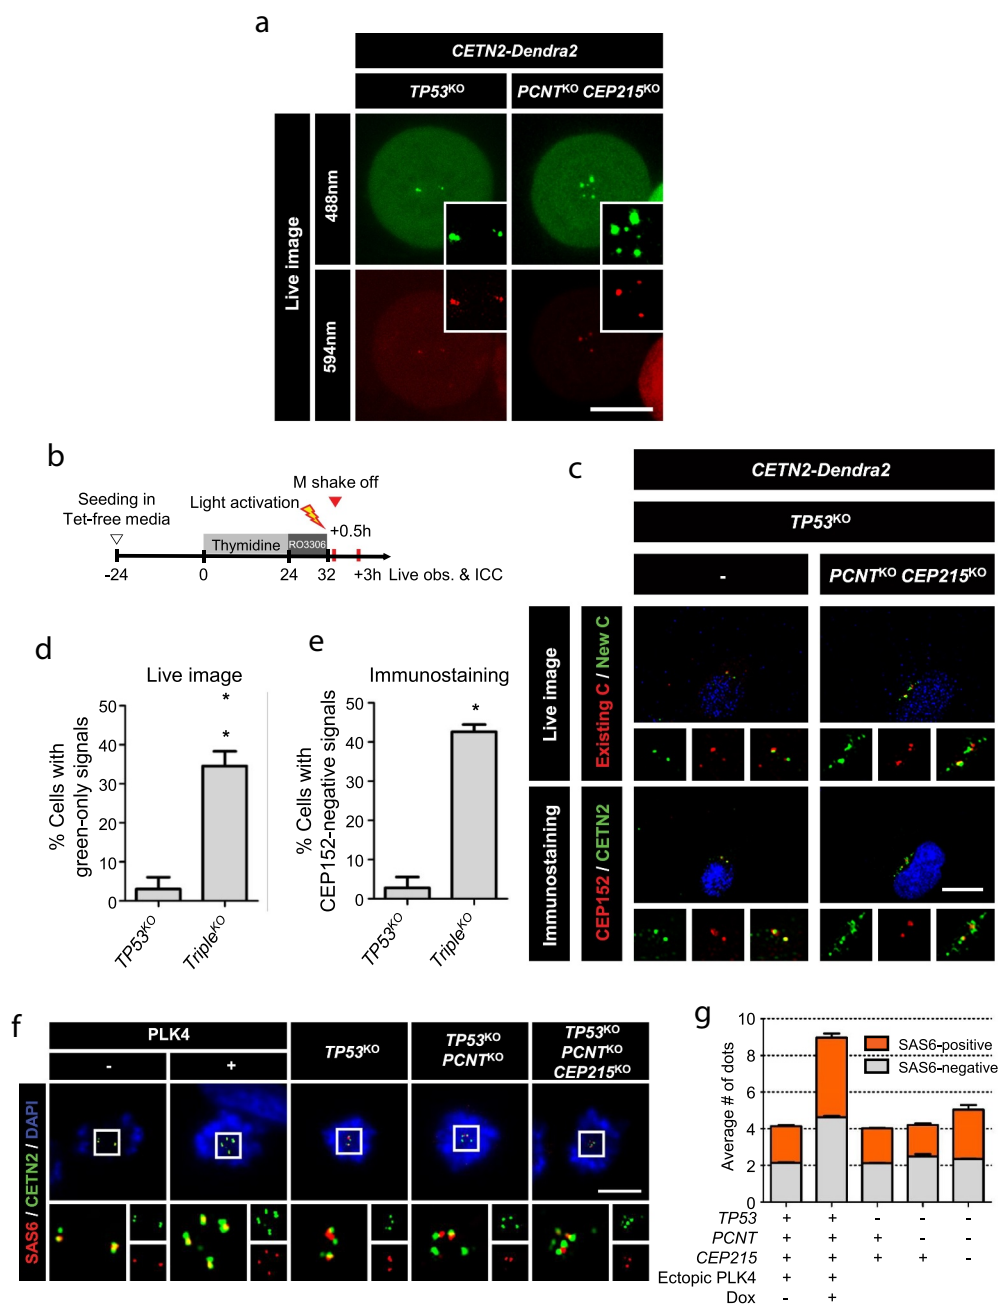 a
CETN2-Dendra2
TP53KO
PCNTKO CEP215KO
Live image
488nm
594nm
b
M shake off
Seeding in
Tet-free media
Light activation
+0.5h
Thymidine
RO3306
-24
0
24
32
+3h
Live obs. & ICC
c
CETN2-Dendra2
TP53KO
-
PCNTKO CEP215KO
Live image
Existing C / New C
Immunostaining
CEP152 / CETN2
d
Live image
% Cells with
green-only signals
50
40
30
20
10
0
*
*
TP53KO
TripleKO
e
Immunostaining
% Cells with
CEP152-negative signals
50
40
30
20
10
0
*
TP53KO
TripleKO
f
PLK4
-
+
TP53KO
TP53KO
PCNTKO
TP53KO
PCNTKO
CEP215KO
SAS6 / CETN2 / DAPI
g
Average # of dots
10
8
6
4
2
0
SAS6-positive
SAS6-negative
TP53 + + - - -
PCNT + + + - -
CEP215 + + + + -
Ectopic PLK4 + +
Dox - +